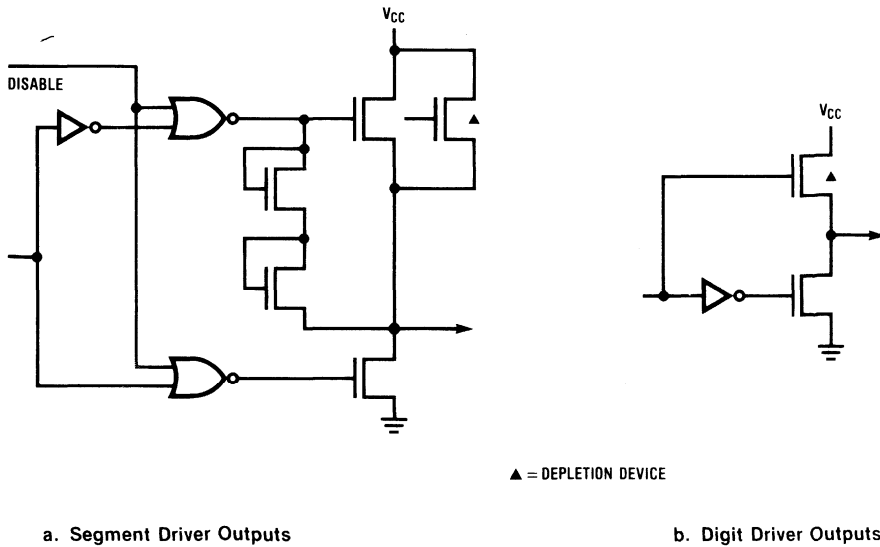 VCC
DISABLE
VCC
▲ = DEPLETION DEVICE
a. Segment Driver Outputs
b. Digit Driver Outputs